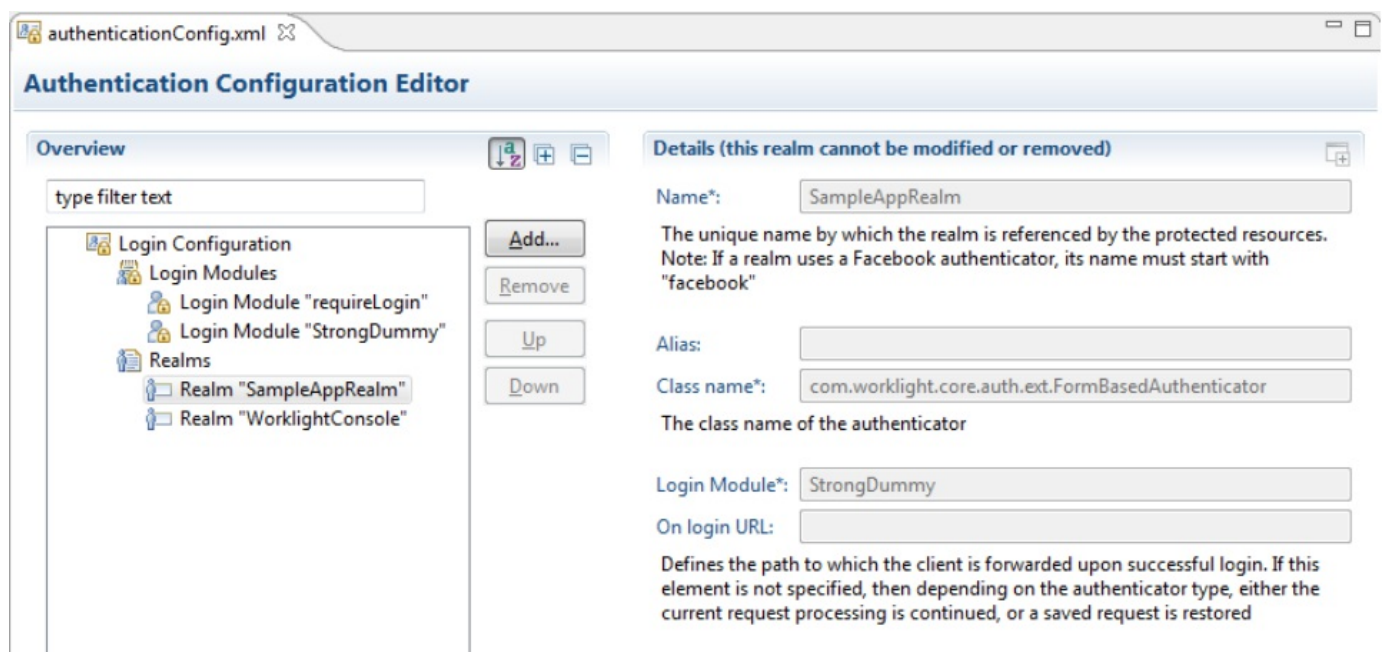 authenticationConfig.xml
Authentication Configuration Editor
Overview
type filter text
Login Configuration
Login Modules
Login Module "requireLogin"
Login Module "StrongDummy"
Realms
Realm "SampleAppRealm"
Realm "WorklightConsole"
Add...
Remove
Up
Down
Details (this realm cannot be modified or removed)
Name*: SampleAppRealm
The unique name by which the realm is referenced by the protected resources.
Note: If a realm uses a Facebook authenticator, its name must start with
"facebook"
Alias:
Class name*: com.worklight.core.auth.ext.FormBasedAuthenticator
The class name of the authenticator
Login Module*: StrongDummy
On login URL:
Defines the path to which the client is forwarded upon successful login. If this
element is not specified, then depending on the authenticator type, either the
current request processing is continued, or a saved request is restored